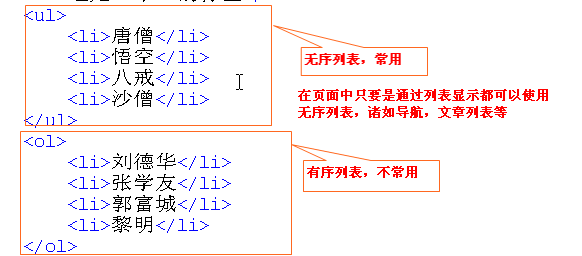 <ul>
<li>唐僧</li>
<li>悟空</li>
<li>八戒</li>
<li>沙僧</li>
</ul>
无序列表，常用
在页面中只要是通过列表显示都可以使用
无序列表，诸如导航，文章列表等
<ol>
<li>刘德华</li>
<li>张学友</li>
<li>郭富城</li>
<li>黎明</li>
</ol>
有序列表，不常用